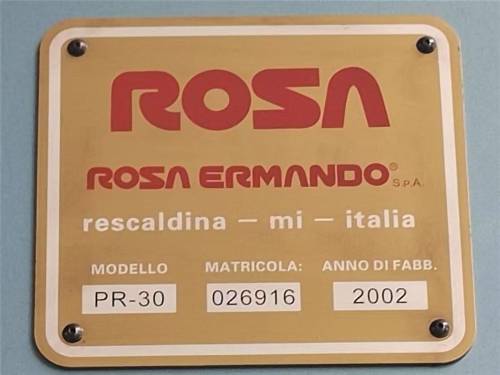 ROSA
ROSA ERMANDO® S.P.A.
rescaldina – mi – italia
MODELLO MATRICOLA: ANNO DI FABB.
PR-30 026916 2002